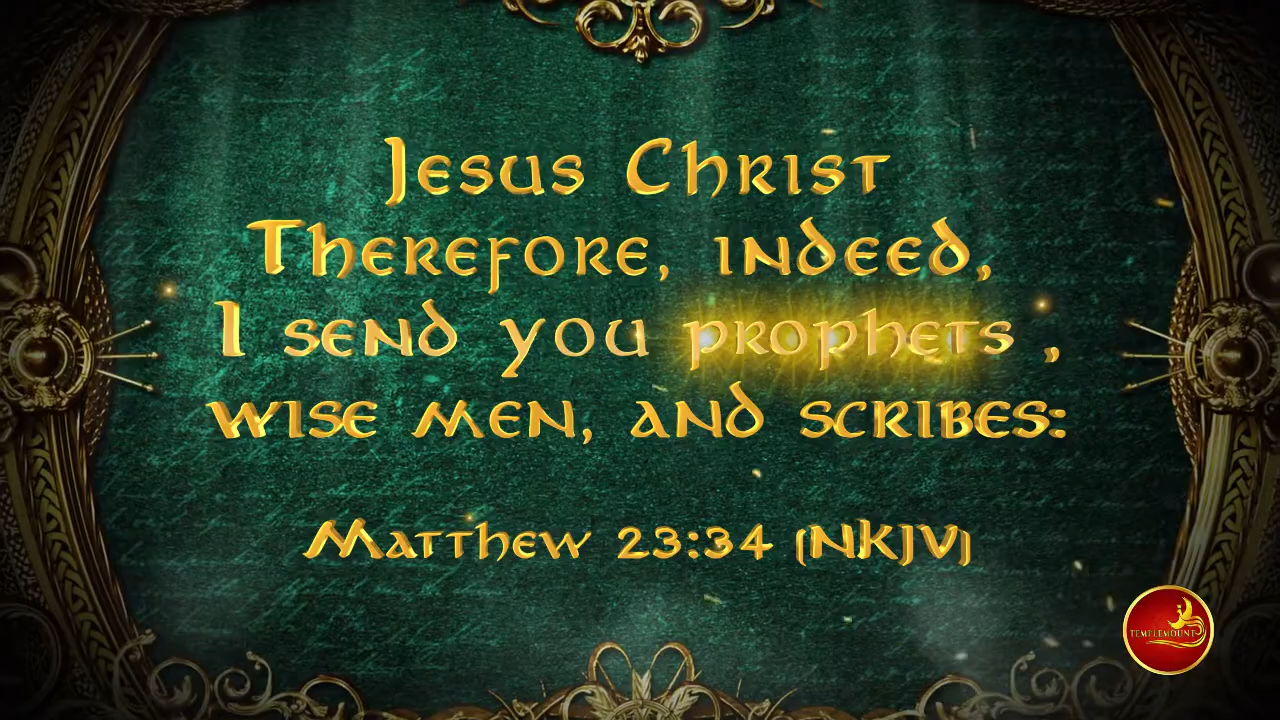 Jesus Christ
Therefore, indeed,
I send you prophets ,
wise men, and scribes:
Matthew 23:34 (NKJV)
TEMPLEMOUNT